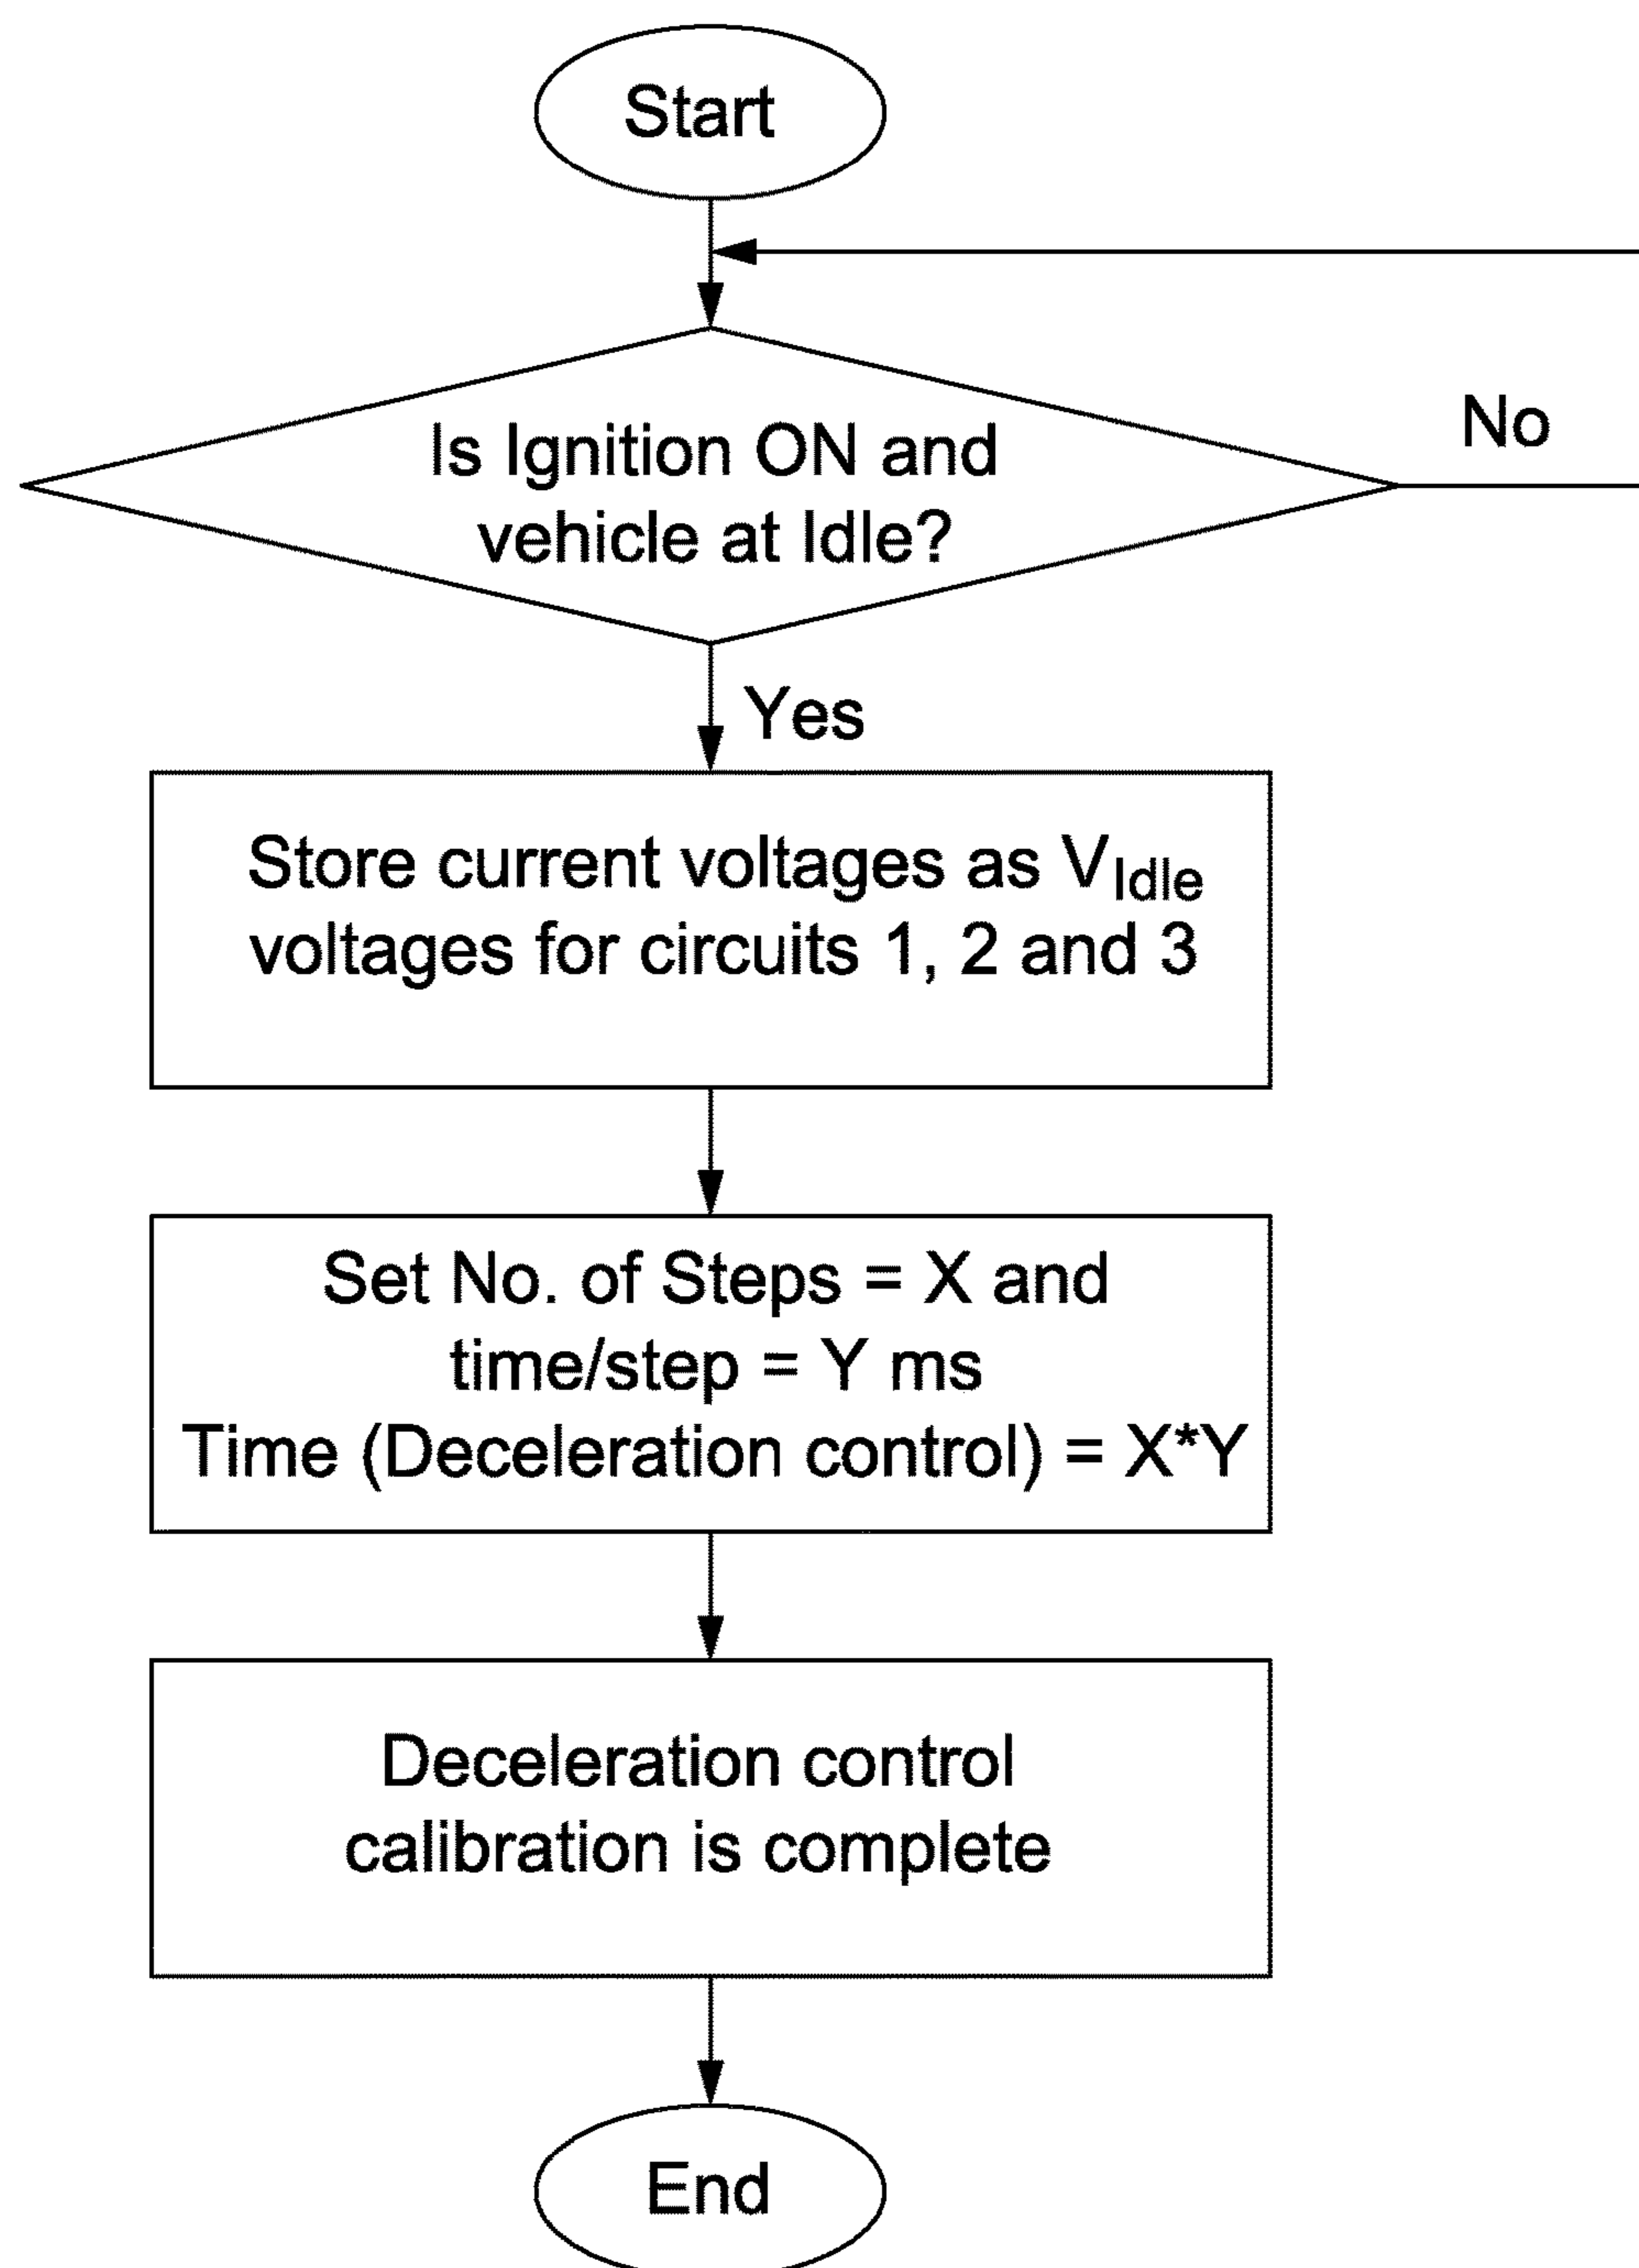 Start
Is Ignition ON and
vehicle at Idle?
No
Yes
Store current voltages as VIdle
voltages for circuits 1, 2 and 3
Set No. of Steps = X and
time/step = Y ms
Time (Deceleration control) = X*Y
Deceleration control
calibration is complete
End